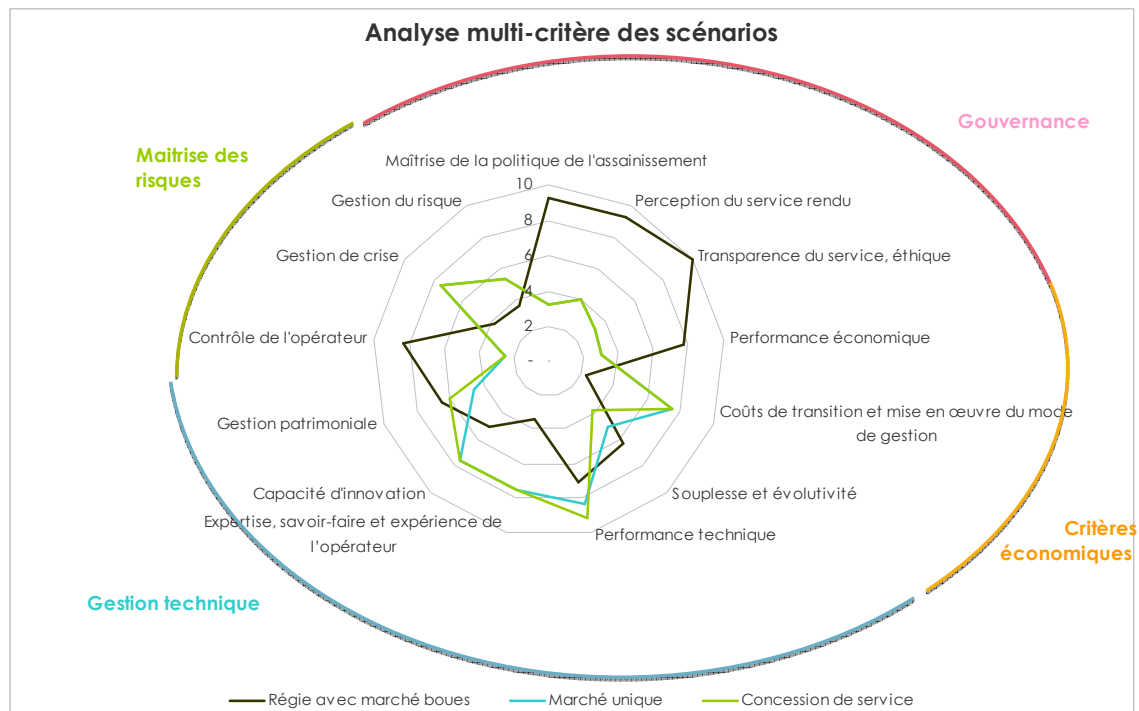 Analyse multi-critère des scénarios
Gouvernance
Maitrise des
risques
Maîtrise de la politique de l'assainissement
10
Gestion du risque
Perception du service rendu
8
Gestion de crise
6
Transparence du service, éthique
4
Contrôle de l'opérateur
2
Performance économique
-
Gestion patrimoniale
Coûts de transition et mise en œuvre du mode
de gestion
Capacité d'innovation
Souplesse et évolutivité
Expertise, savoir-faire et expérience de
l’opérateur
Performance technique
Critères
économiques
Gestion technique
Régie avec marché boues
Marché unique
Concession de service